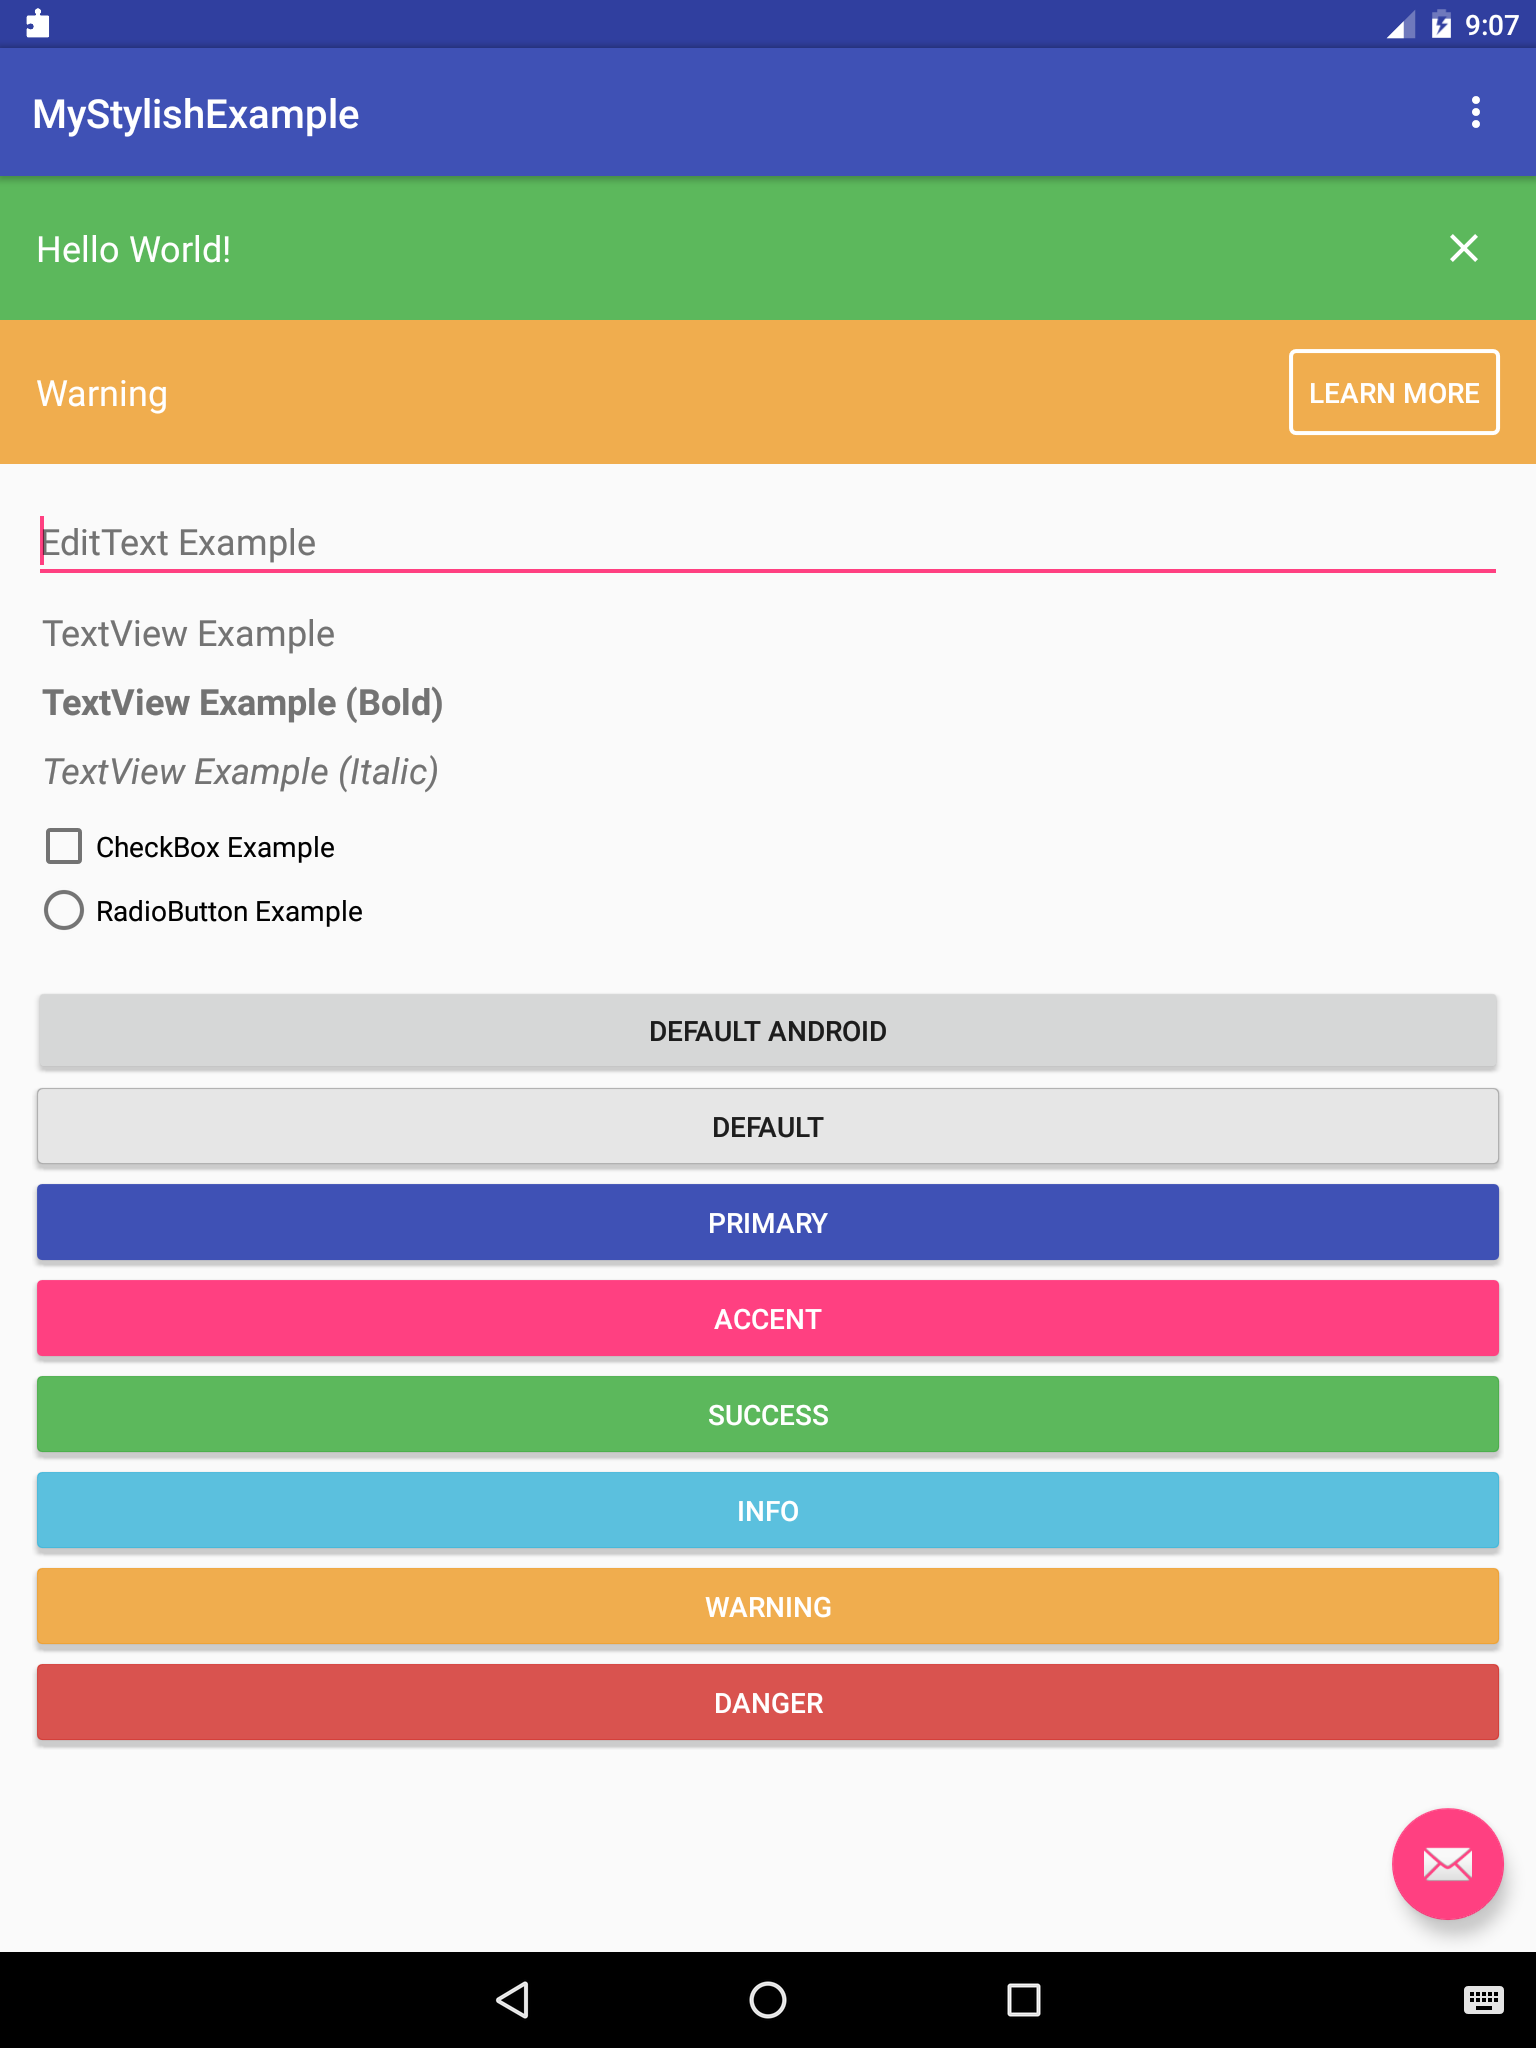 9:07
MyStylishExample
Hello World!
Warning
LEARN MORE
EditText Example
TextView Example
TextView Example (Bold)
TextView Example (Italic)
CheckBox Example
RadioButton Example
DEFAULT ANDROID
DEFAULT
PRIMARY
ACCENT
SUCCESS
INFO
WARNING
DANGER